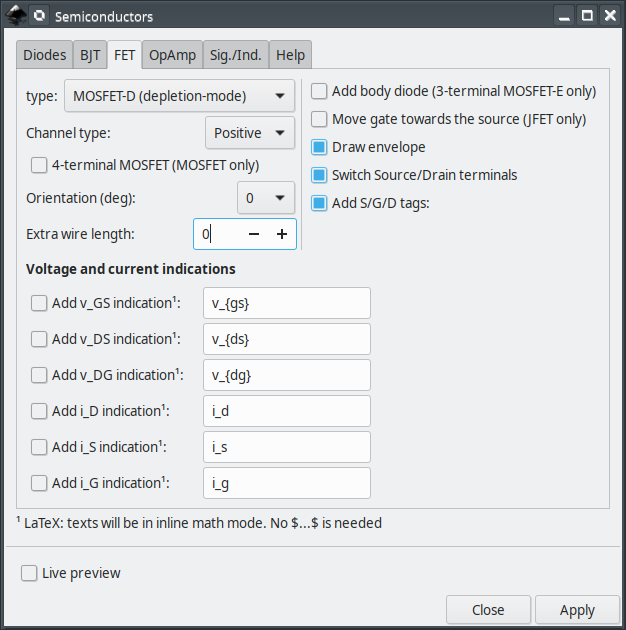 Semiconductors
Diodes BJT FET OpAmp Sig./Ind. Help
type: MOSFET-D (depletion-mode)
Channel type: Positive
4-terminal MOSFET (MOSFET only)
Orientation (deg): 0
Extra wire length: 0 − +
Add body diode (3-terminal MOSFET-E only)
Move gate towards the source (JFET only)
Draw envelope
Switch Source/Drain terminals
Add S/G/D tags:
Voltage and current indications
Add v_GS indication¹: v_{gs}
Add v_DS indication¹: v_{ds}
Add v_DG indication¹: v_{dg}
Add i_D indication¹: i_d
Add i_S indication¹: i_s
Add i_G indication¹: i_g
¹ LaTeX: texts will be in inline math mode. No $...$ is needed
Live preview
Close Apply